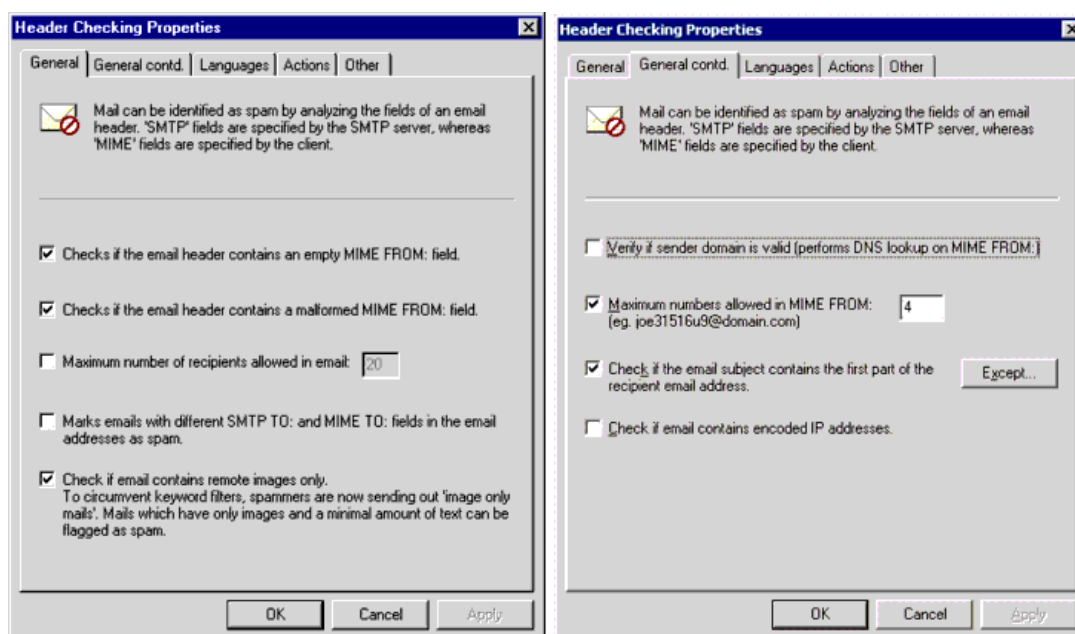 Header Checking Properties
General
General contd.
Languages
Actions
Other
Mail can be identified as spam by analyzing the fields of an email
header. 'SMTP' fields are specified by the SMTP server, whereas
'MIME' fields are specified by the client.
Checks if the email header contains an empty MIME FROM: field.
Checks if the email header contains a malformed MIME FROM: field.
Maximum number of recipients allowed in email: 20
Marks emails with different SMTP TO: and MIME TO: fields in the email
addresses as spam.
Check if email contains remote images only.
To circumvent keyword filters, spammers are now sending out 'image only
mails'. Mails which have only images and a minimal amount of text can be
flagged as spam.
OK
Cancel
Apply
Header Checking Properties
General
General contd.
Languages
Actions
Other
Mail can be identified as spam by analyzing the fields of an email
header. 'SMTP' fields are specified by the SMTP server, whereas
'MIME' fields are specified by the client.
Verify if sender domain is valid (performs DNS lookup on MIME FROM:)
Maximum numbers allowed in MIME FROM: 4
(eg. joe31516u9@domain.com)
Check if the email subject contains the first part of the
recipient email address.
Except...
Check if email contains encoded IP addresses.
OK
Cancel
Apply